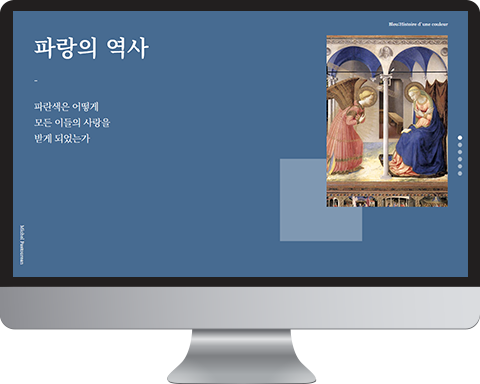 Bleu:Histoire d' une couleur
파랑의 역사
-
파란색은 어떻게
모든 이들의 사랑을
받게 되었는가
Michel Pastoureau